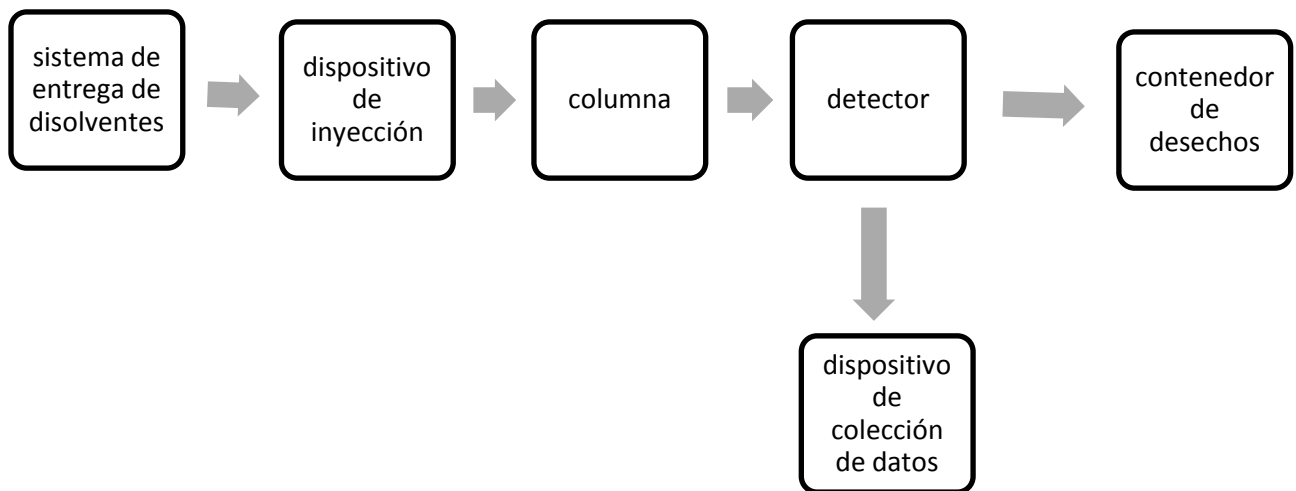 sistema de
entrega de
disolventes
dispositivo
de
inyección
columna
detector
contenedor
de
desechos
dispositivo
de
colección
de datos